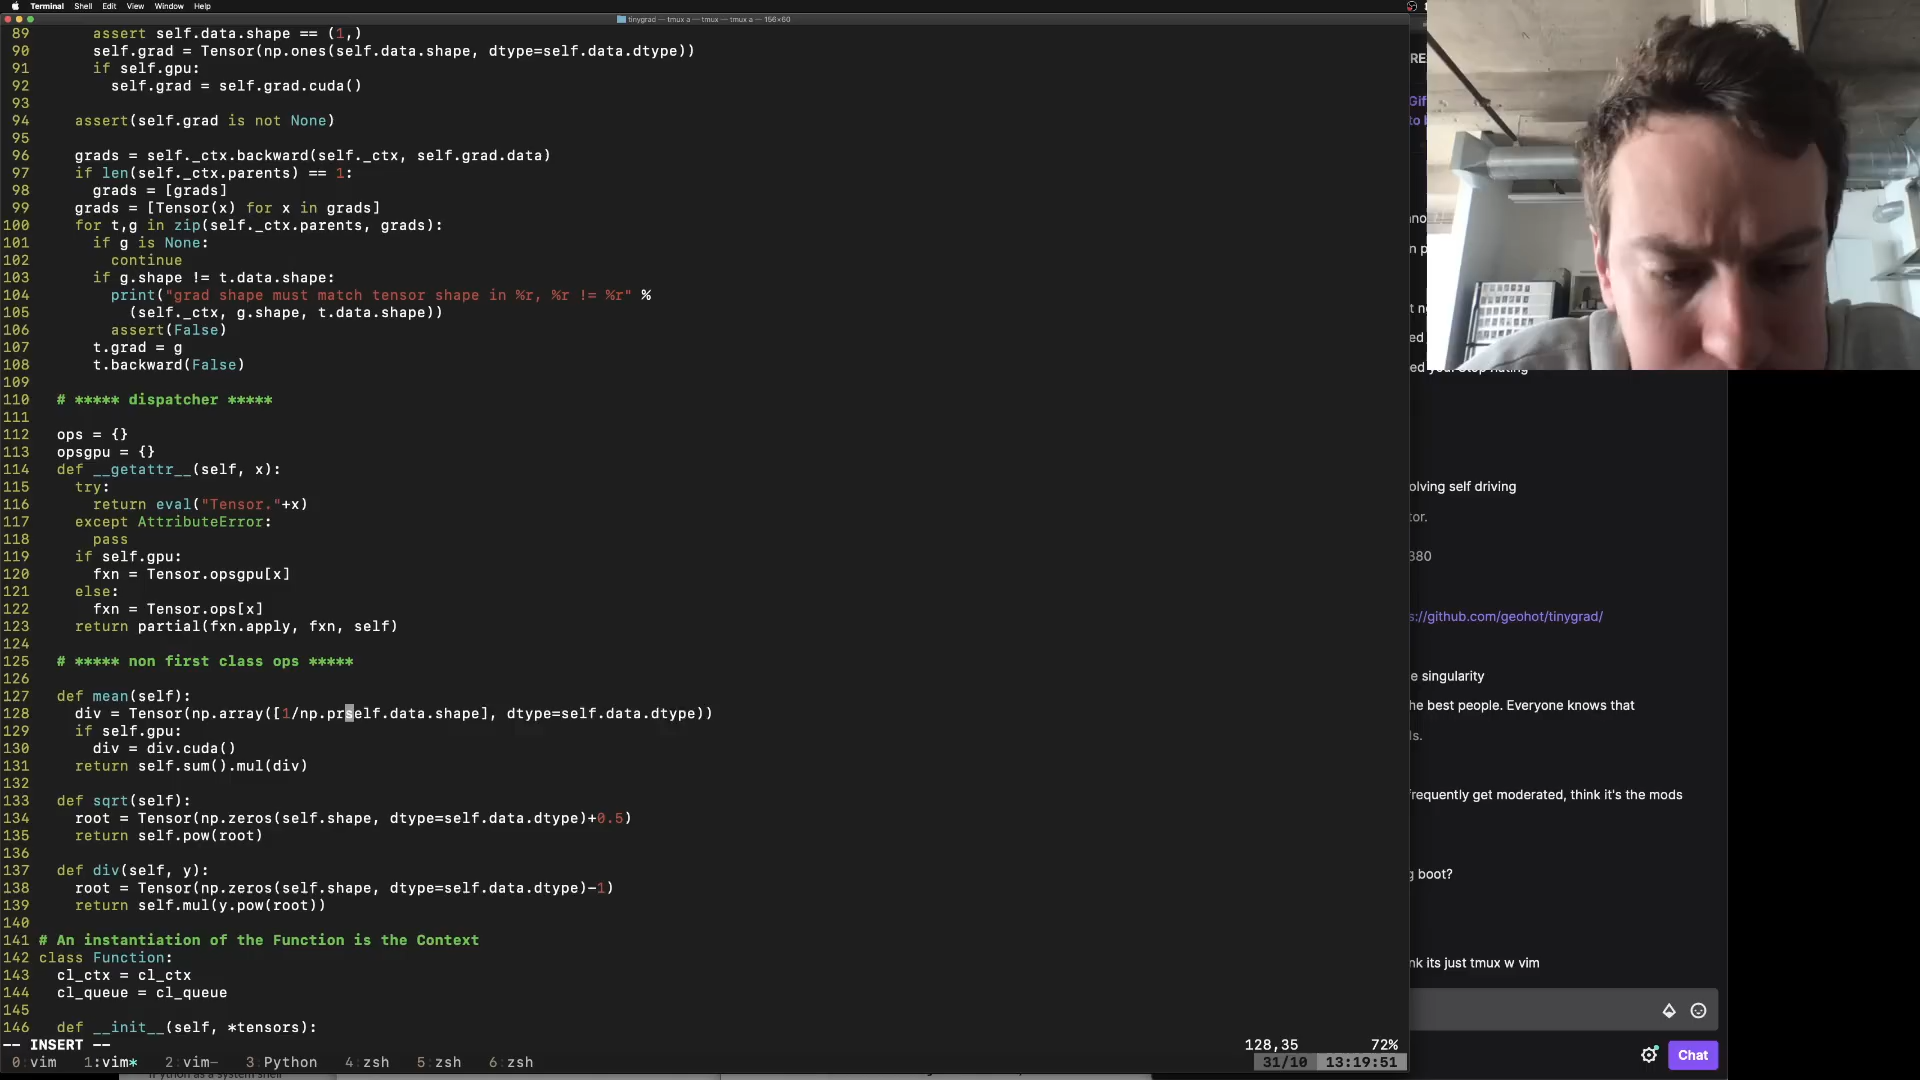 Terminal Shell Edit View Window Help
tinygrad — tmux a — tmux — tmux a — 156×60
89 assert self.data.shape == (1,)
90 self.grad = Tensor(np.ones(self.data.shape, dtype=self.data.dtype))
91 if self.gpu:
92 self.grad = self.grad.cuda()
93
94 assert(self.grad is not None)
95
96 grads = self._ctx.backward(self._ctx, self.grad.data)
97 if len(self._ctx.parents) == 1:
98 grads = [grads]
99 grads = [Tensor(x) for x in grads]
100 for t,g in zip(self._ctx.parents, grads):
101 if g is None:
102 continue
103 if g.shape != t.data.shape:
104 print("grad shape must match tensor shape in %r, %r != %r" %
105 (self._ctx, g.shape, t.data.shape))
106 assert(False)
107 t.grad = g
108 t.backward(False)
109
110 # ***** dispatcher *****
111
112 ops = {}
113 opsgpu = {}
114 def __getattr__(self, x):
115 try:
116 return eval("Tensor."+x)
117 except AttributeError:
118 pass
119 if self.gpu:
120 fxn = Tensor.opsgpu[x]
121 else:
122 fxn = Tensor.ops[x]
123 return partial(fxn.apply, fxn, self)
124
125 # ***** non first class ops *****
126
127 def mean(self):
128 div = Tensor(np.array([1/np.prself.data.shape], dtype=self.data.dtype))
129 if self.gpu:
130 div = div.cuda()
131 return self.sum().mul(div)
132
133 def sqrt(self):
134 root = Tensor(np.zeros(self.shape, dtype=self.data.dtype)+0.5)
135 return self.pow(root)
136
137 def div(self, y):
138 root = Tensor(np.zeros(self.shape, dtype=self.data.dtype)-1)
139 return self.mul(y.pow(root))
140
141 # An instantiation of the Function is the Context
142 class Function:
143 cl_ctx = cl_ctx
144 cl_queue = cl_queue
145
146 def __init__(self, *tensors):
-- INSERT -- 128,35 72%
0:vim 1:vim* 2:vim- 3:Python 4:zsh 5:zsh 6:zsh 31/10 13:19:51
RE
Gif
to b
olving self driving
tor.
380
s://github.com/geohot/tinygrad/
e singularity
he best people. Everyone knows that
ls.
frequently get moderated, think it's the mods
g boot?
nk its just tmux w vim
Chat